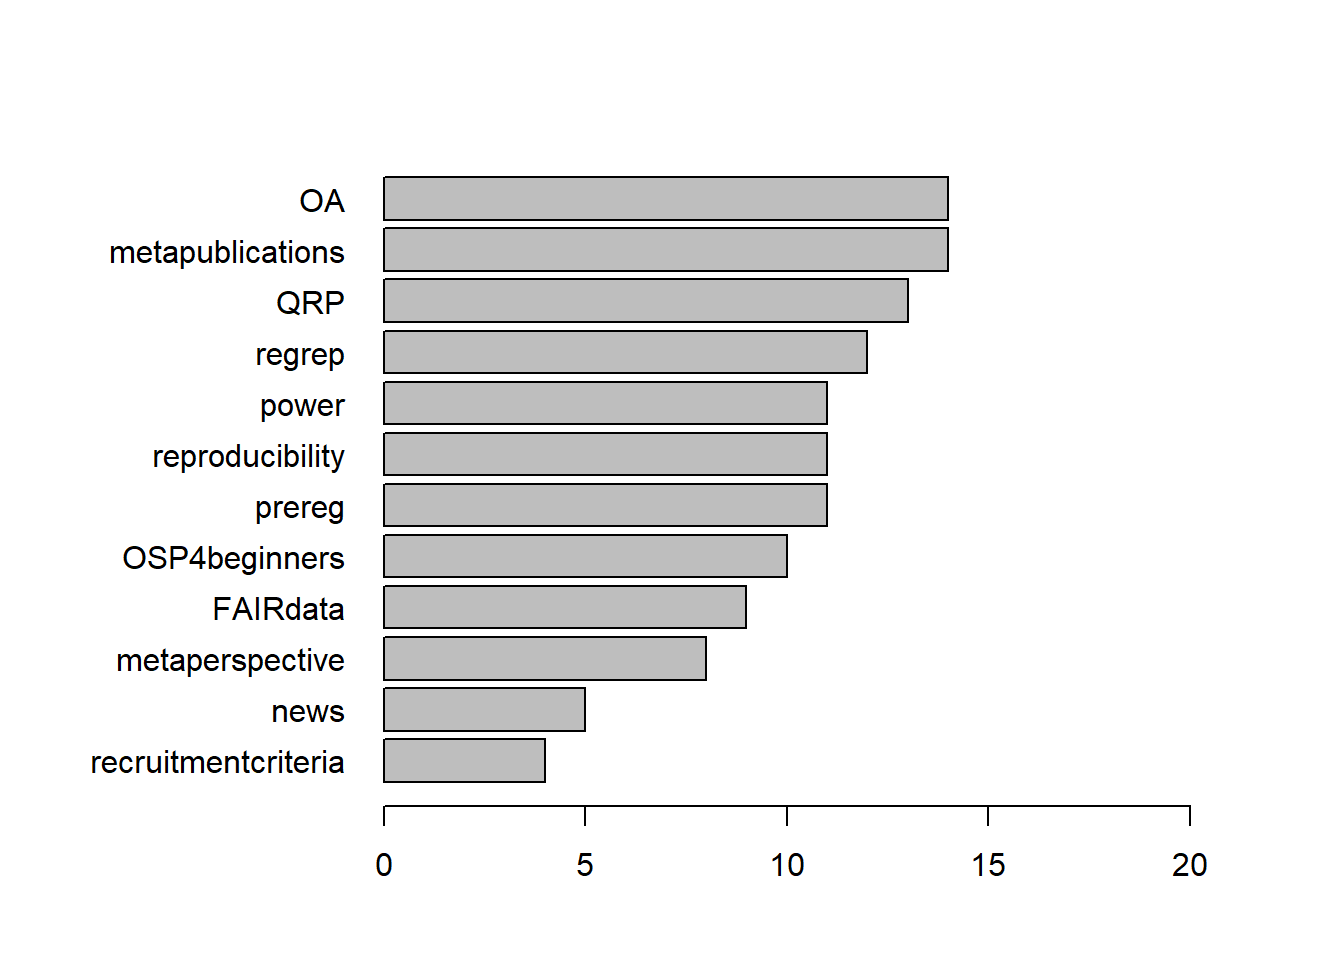 OA
metapublications
QRP
regrep
power
reproducibility
prereg
OSP4beginners
FAIRdata
metaperspective
news
recruitmentcriteria
0 5 10 15 20